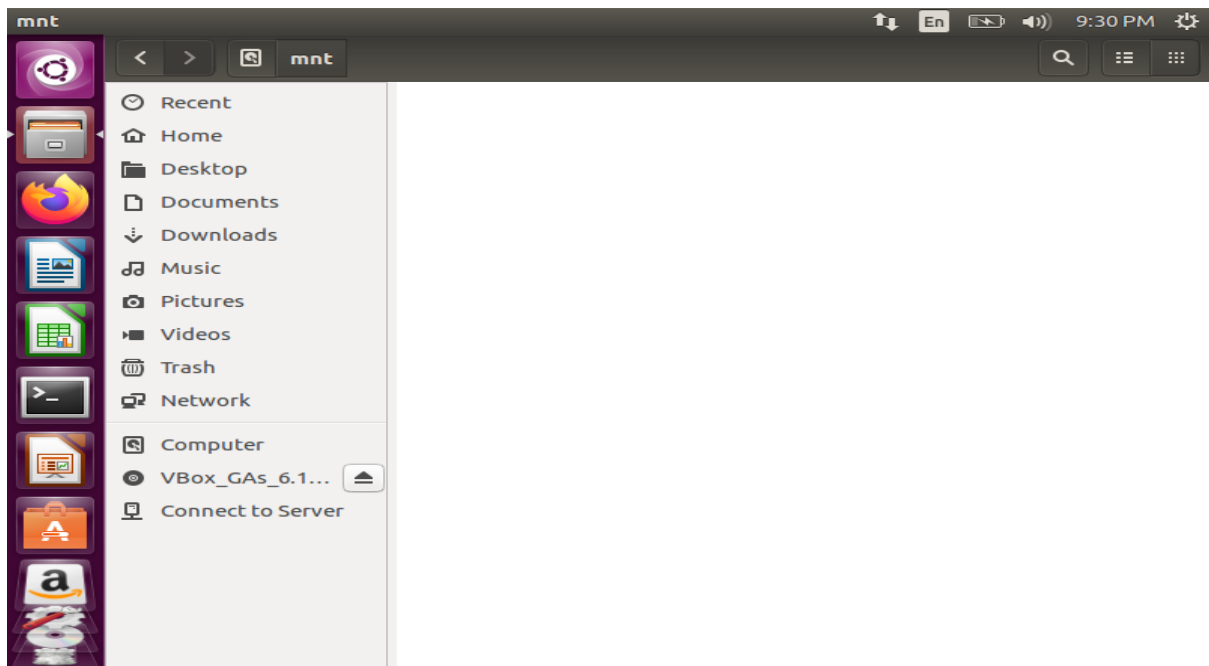 mnt
En
9:30 PM
mnt
Recent
Home
Desktop
Documents
Downloads
Music
Pictures
Videos
Trash
Network
Computer
VBox_GAs_6.1...
Connect to Server
>_
A
a